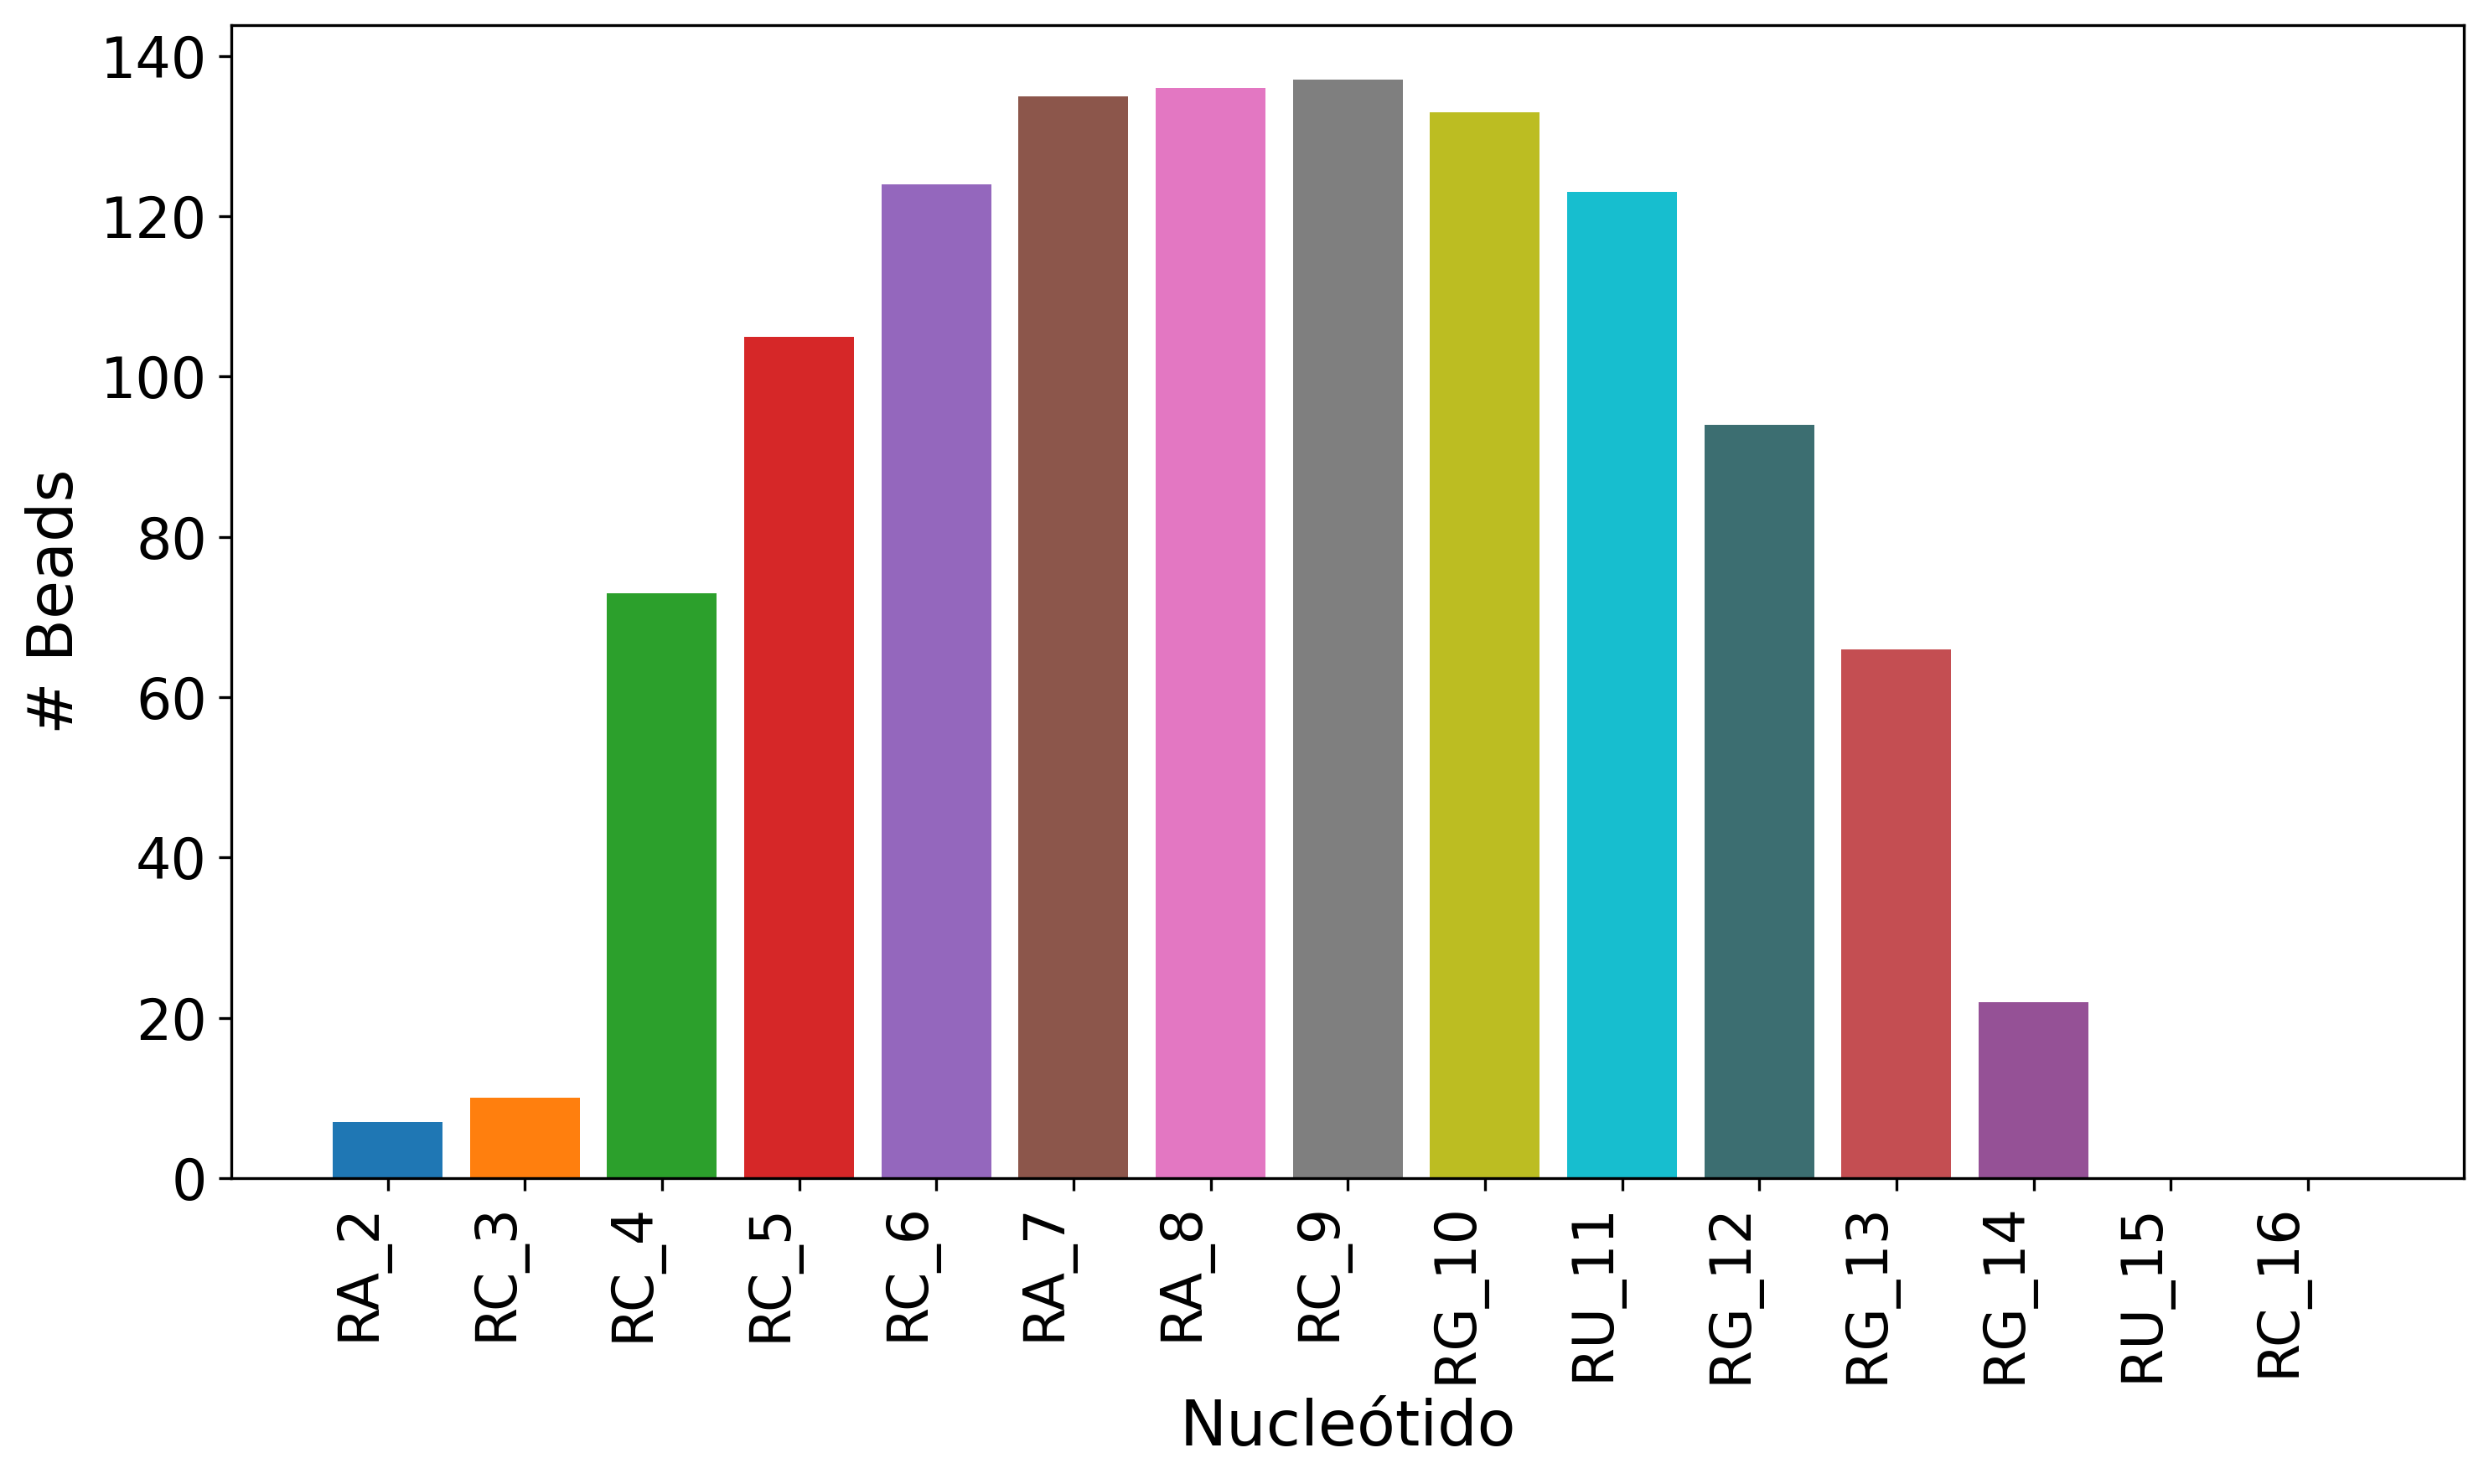 140
120
100
80
60
40
20
0
# Beads
RA_2
RC_3
RC_4
RC_5
RC_6
RA_7
RA_8
RC_9
RG_10
RU_11
RG_12
RG_13
RG_14
RU_15
RC_16
Nucleótido